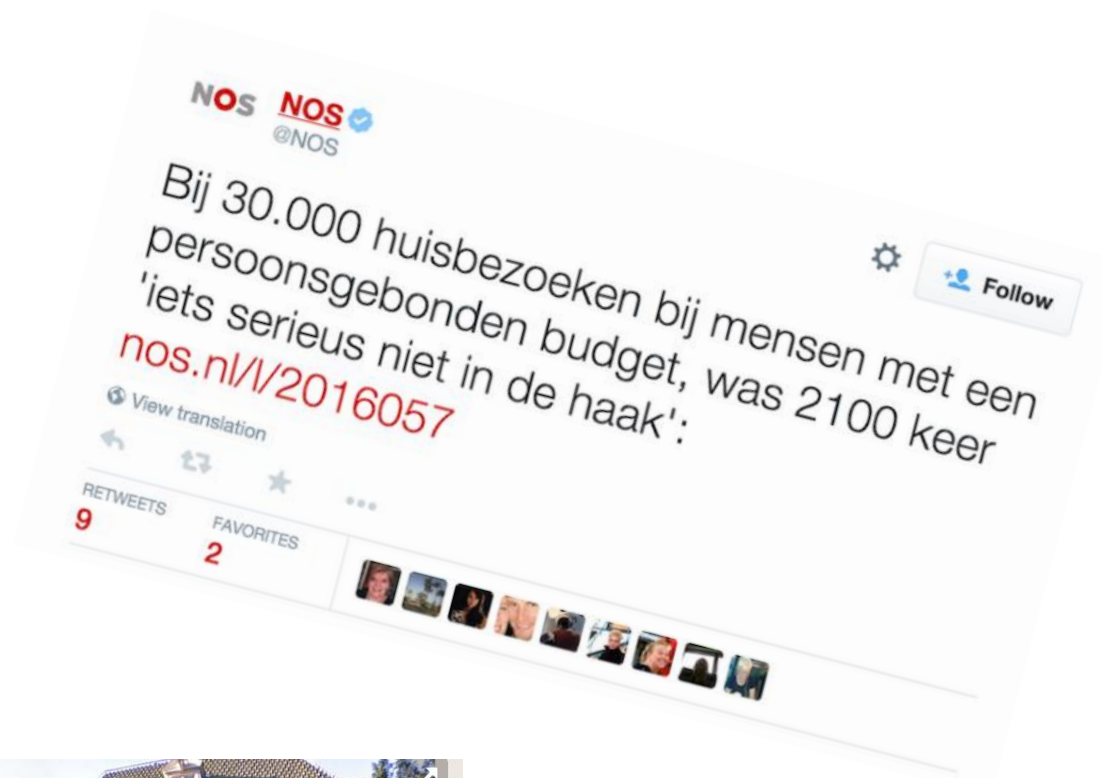 NOS NOS
@NOS
Follow
Bij 30.000 huisbezoeken bij mensen met een
persoonsgebonden budget, was 2100 keer
'iets serieus niet in de haak':
nos.nl/l/2016057
View translation
RETWEETS FAVORITES
9 2